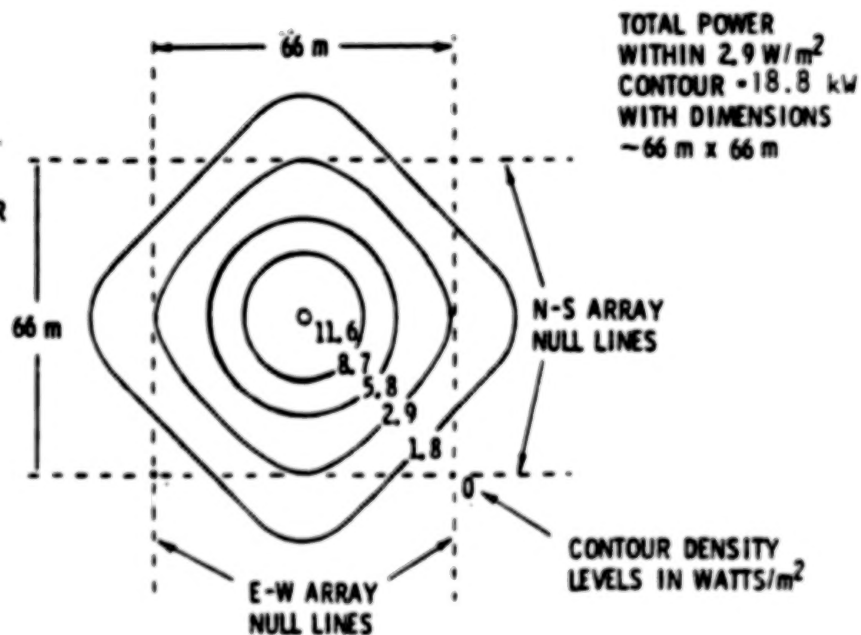 66 m
TOTAL POWER
WITHIN 2.9 W/m²
CONTOUR -18.8 kW
WITH DIMENSIONS
~66 m x 66 m
R
66 m
11.6
8.7
5.8
2.9
1.8
0
N-S ARRAY
NULL LINES
CONTOUR DENSITY
LEVELS IN WATTS/m²
E-W ARRAY
NULL LINES